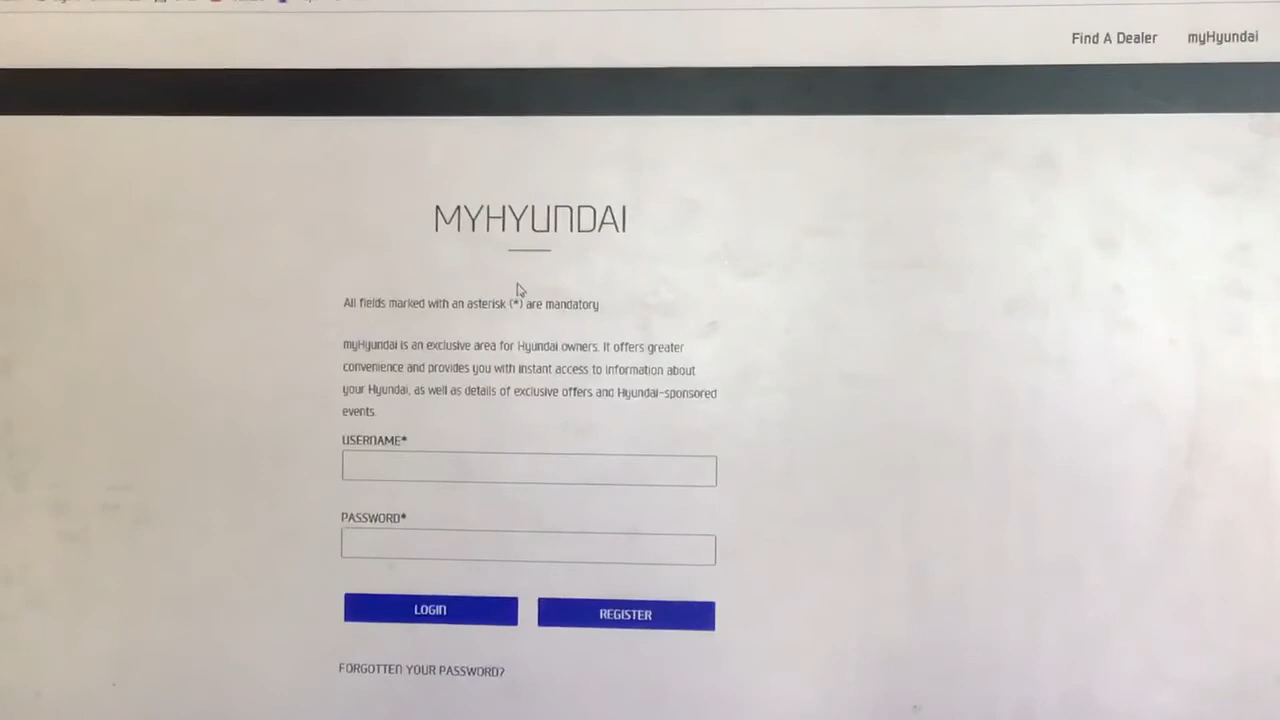 Find A Dealer myHyundai
MYHYUNDAI
All fields marked with an asterisk (*) are mandatory
myHyundai is an exclusive area for Hyundai owners. It offers greater
convenience and provides you with instant access to information about
your Hyundai, as well as details of exclusive offers and Hyundai-sponsored
events.
USERNAME*
PASSWORD*
LOGIN REGISTER
FORGOTTEN YOUR PASSWORD?